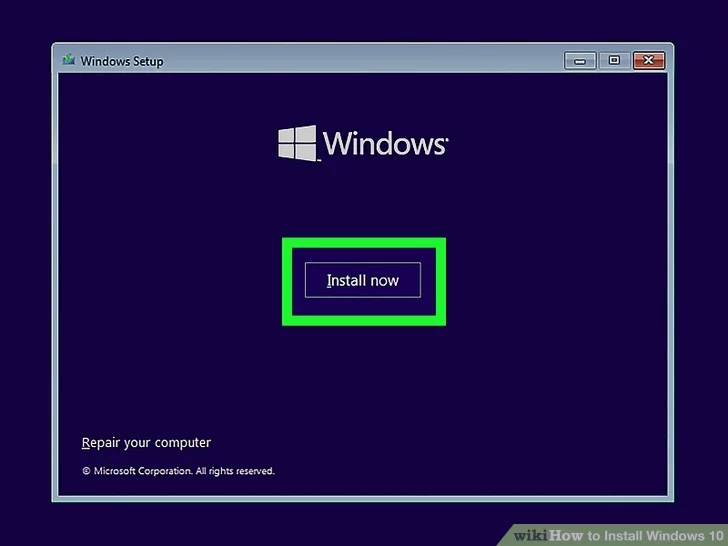 Windows Setup
Windows
Install now
Repair your computer
© Microsoft Corporation. All rights reserved.
wikiHow to Install Windows 10